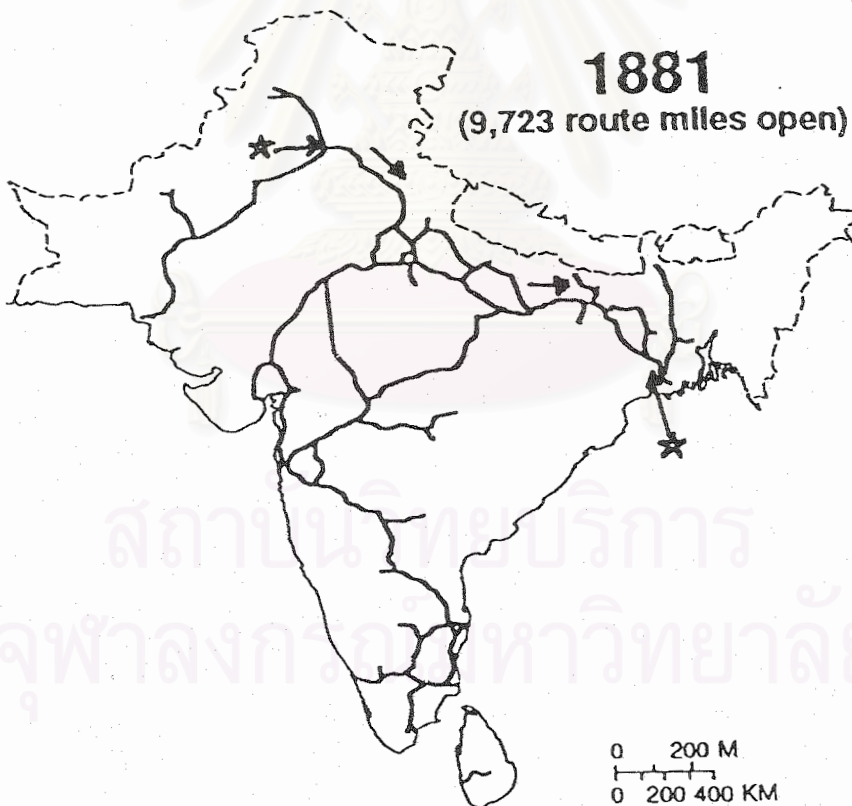 1881
(9,723 route miles open)
สถาบันวิทยบริการ
จุฬาลงกรณ์มหาวิทยาลัย
0 200 M
0 200 400 KM